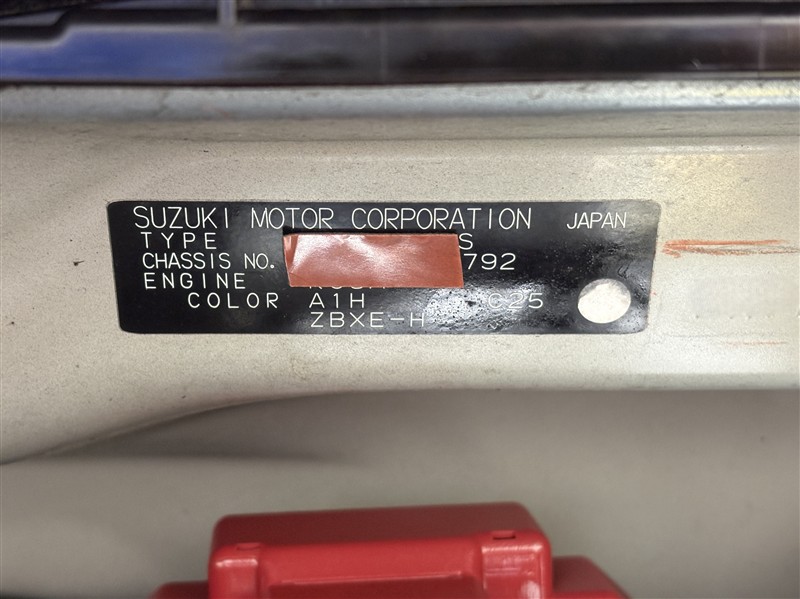 SUZUKI MOTOR CORPORATION JAPAN
TYPE S
CHASSIS NO. 792
ENGINE
COLOR A1H C25
ZBXE-H